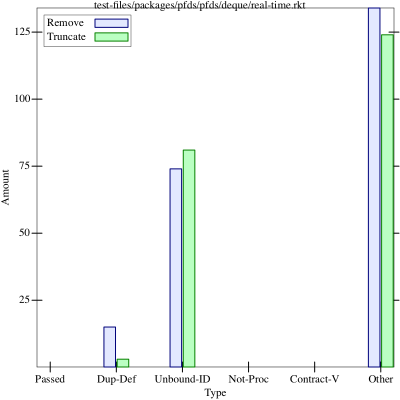 test-files/packages/pfds/pfds/deque/real-time.rkt
Remove
Truncate
125
100
75
50
25
Amount
Passed Dup-Def Unbound-ID Not-Proc Contract-V Other
Type